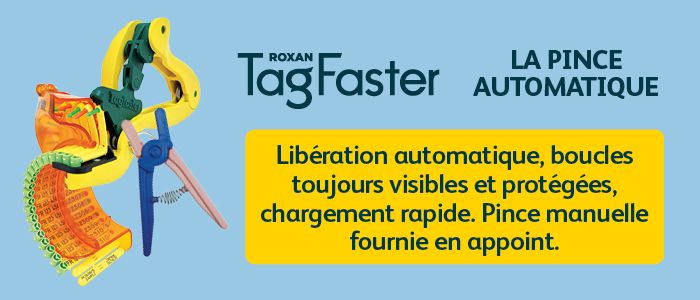 ROXAN
TagFaster
LA PINCE
AUTOMATIQUE
Libération automatique, boucles
toujours visibles et protégées,
chargement rapide. Pince manuelle
fournie en appoint.
TagFaster